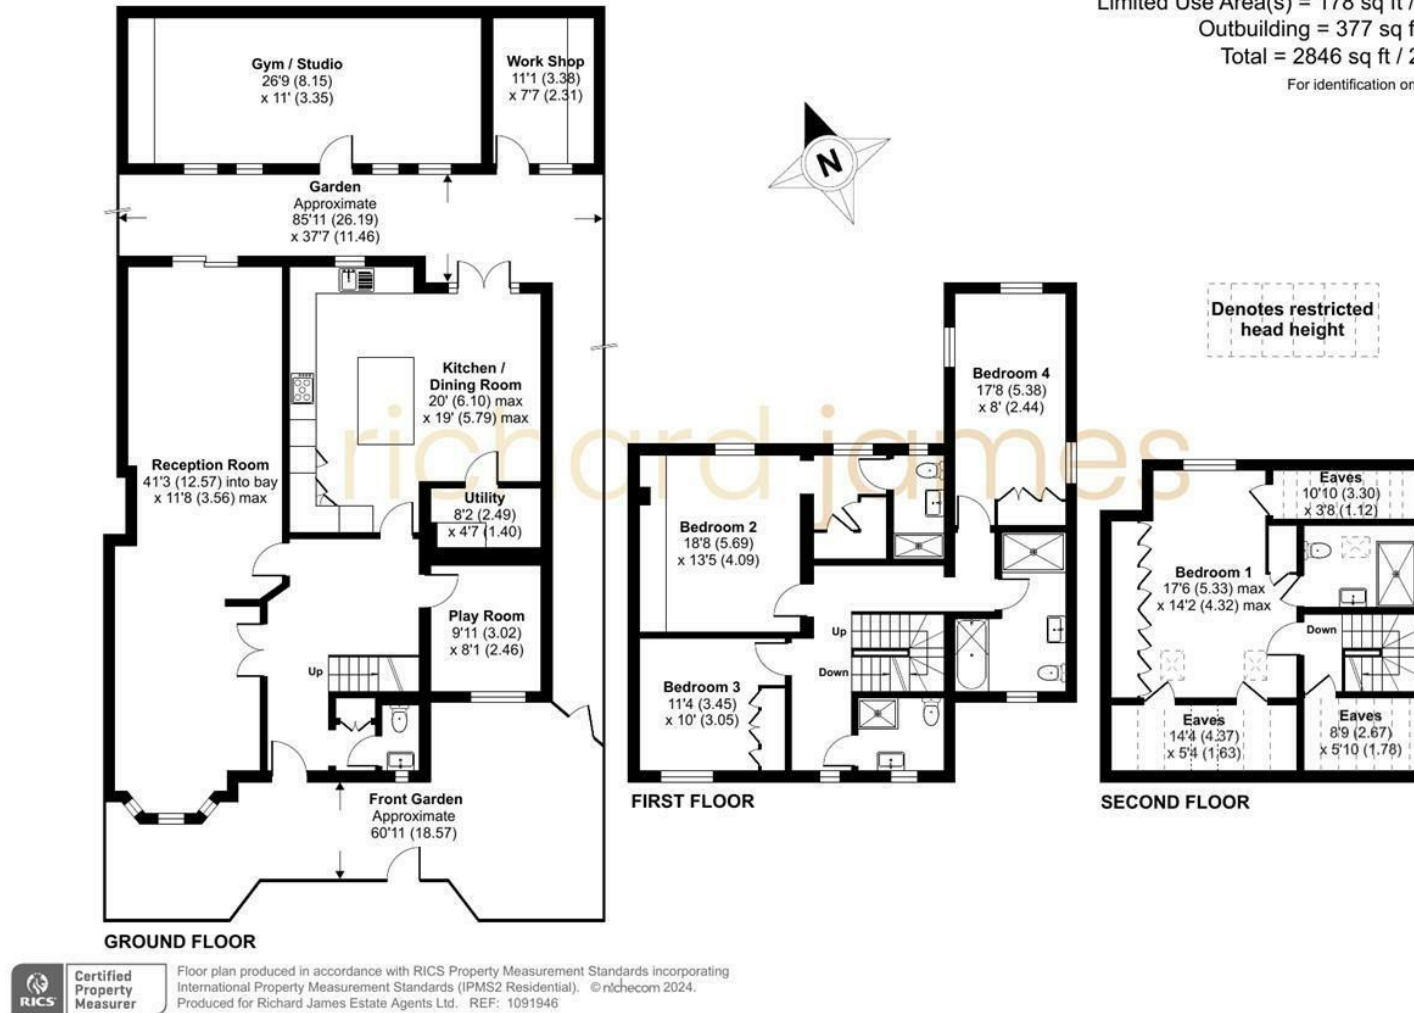 Limited Use Area(s) = 178 sq ft /
Outbuilding = 377 sq f
Total = 2846 sq ft / 2
For identification on
Gym / Studio
26'9 (8.15)
x 11' (3.35)
Work Shop
11'1 (3.38)
x 7'7 (2.31)
N
Garden
Approximate
85'11 (26.19)
x 37'7 (11.46)
Denotes restricted
head height
Kitchen /
Dining Room
20' (6.10) max
x 19' (5.79) max
Bedroom 4
17'8 (5.38)
x 8' (2.44)
richard james
Reception Room
41'3 (12.57) into bay
x 11'8 (3.56) max
Utility
8'2 (2.49)
x 4'7 (1.40)
Bedroom 2
18'8 (5.69)
x 13'5 (4.09)
Eaves
10'10 (3.30)
x 3'8 (1.12)
Bedroom 1
17'6 (5.33) max
x 14'2 (4.32) max
Play Room
9'11 (3.02)
x 8'1 (2.46)
Up
Up
Down
Down
Bedroom 3
11'4 (3.45)
x 10' (3.05)
Eaves
14'4 (4.37)
x 5'4 (1.63)
Eaves
8'9 (2.67)
x 5'10 (1.78)
Front Garden
Approximate
60'11 (18.57)
FIRST FLOOR
SECOND FLOOR
GROUND FLOOR
RICS
Certified
Property
Measurer
Floor plan produced in accordance with RICS Property Measurement Standards incorporating
International Property Measurement Standards (IPMS2 Residential). © nichecom 2024.
Produced for Richard James Estate Agents Ltd. REF: 1091946